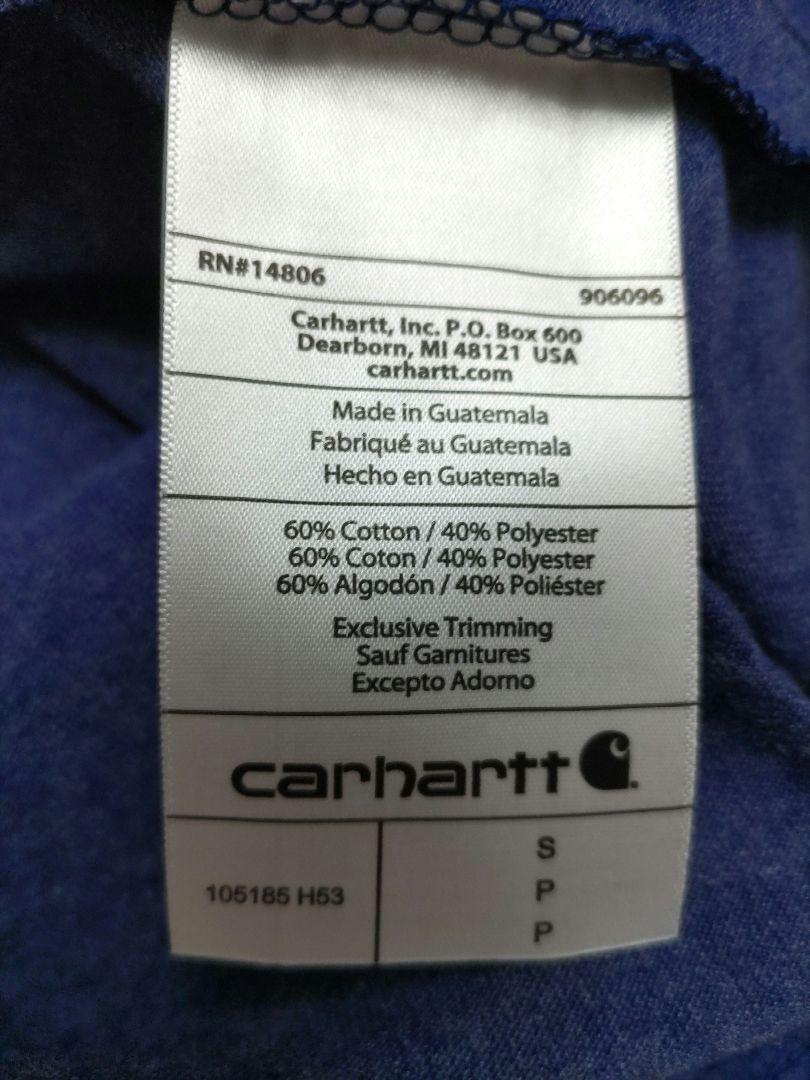 RN#14806
906096
Carhartt, Inc. P.O. Box 600
Dearborn, MI 48121 USA
carhartt.com
Made in Guatemala
Fabriqué au Guatemala
Hecho en Guatemala
60% Cotton / 40% Polyester
60% Coton / 40% Polyester
60% Algodón / 40% Poliéster
Exclusive Trimming
Sauf Garnitures
Excepto Adorno
carhartt
105185 H53
S
P
P